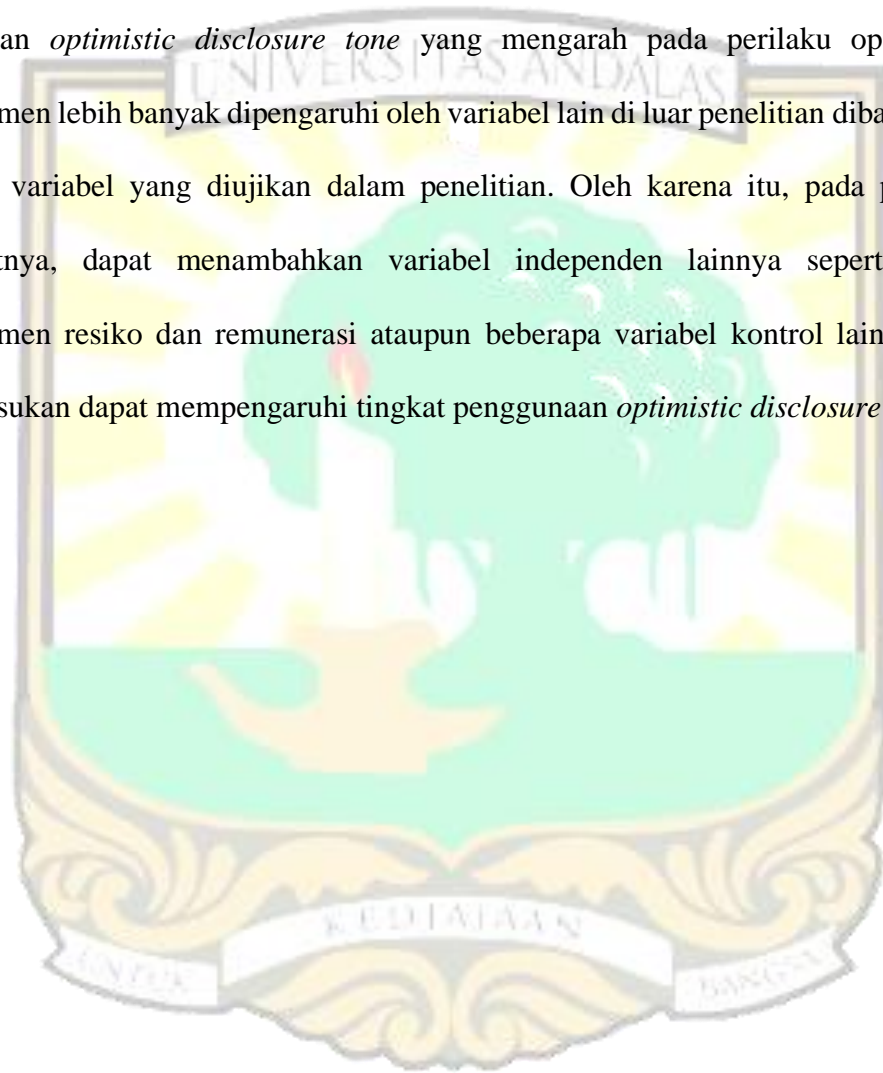 an optimistic disclosure tone yang mengarah pada perilaku op
UNIVERSITAS ANDALAS
men lebih banyak dipengaruhi oleh variabel lain di luar penelitian diba
variabel yang diujikan dalam penelitian. Oleh karena itu, pada p
tnya, dapat menambahkan variabel independen lainnya sepert
men resiko dan remunerasi ataupun beberapa variabel kontrol lain
sukan dapat mempengaruhi tingkat penggunaan optimistic disclosure
KEDJAJAAN
UNTUK
BANGSA